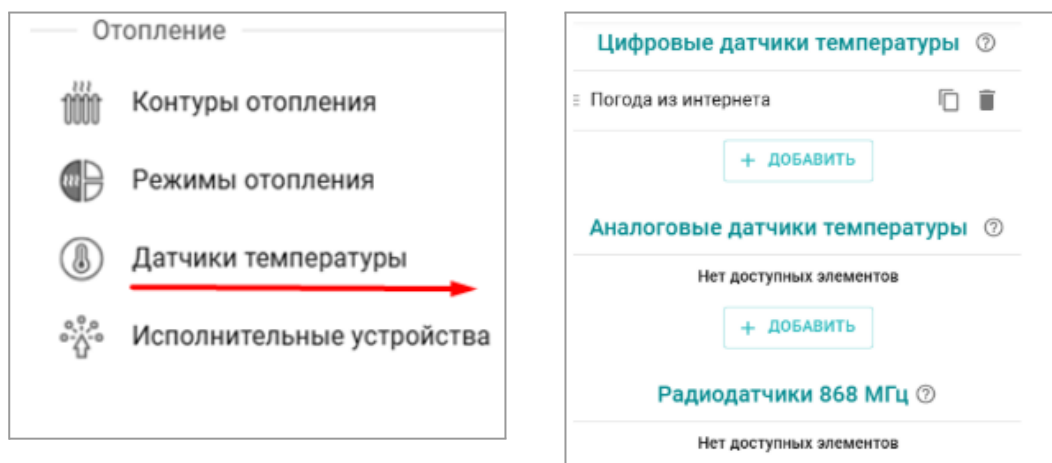 Отопление
Контуры отопления
Режимы отопления
Датчики температуры
Исполнительные устройства
Цифровые датчики температуры
Погода из интернета
+ ДОБАВИТЬ
Аналоговые датчики температуры
Нет доступных элементов
+ ДОБАВИТЬ
Радиодатчики 868 МГц
Нет доступных элементов